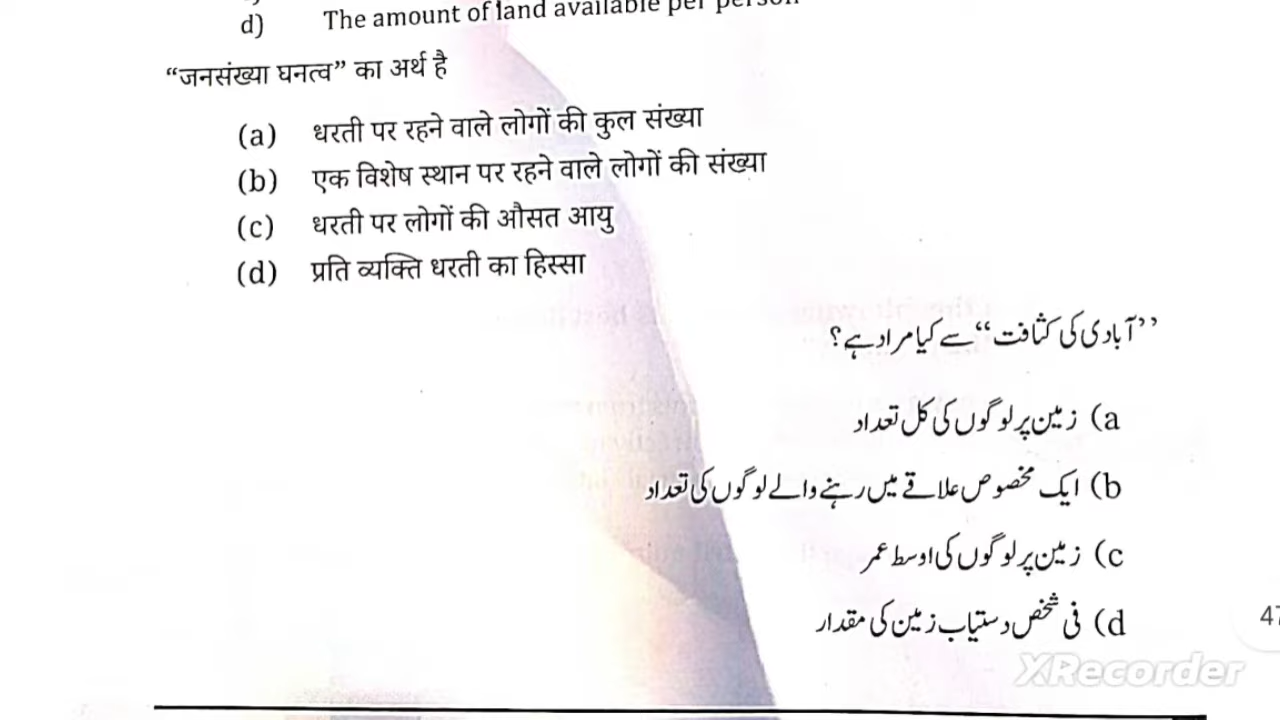 d) The amount of land available per person
“जनसंख्या घनत्व” का अर्थ है
(a) धरती पर रहने वाले लोगों की कुल संख्या
(b) एक विशेष स्थान पर रहने वाले लोगों की संख्या
(c) धरती पर लोगों की औसत आयु
(d) प्रति व्यक्ति धरती का हिस्सा
’’آبادی کی کثافت‘‘ سے کیا مراد ہے؟
a) زمین پر لوگوں کی کل تعداد
b) ایک مخصوص علاقے میں رہنے والے لوگوں کی تعداد
c) زمین پر لوگوں کی اوسط عمر
d) فی شخص دستیاب زمین کی مقدار
47
XRecorder